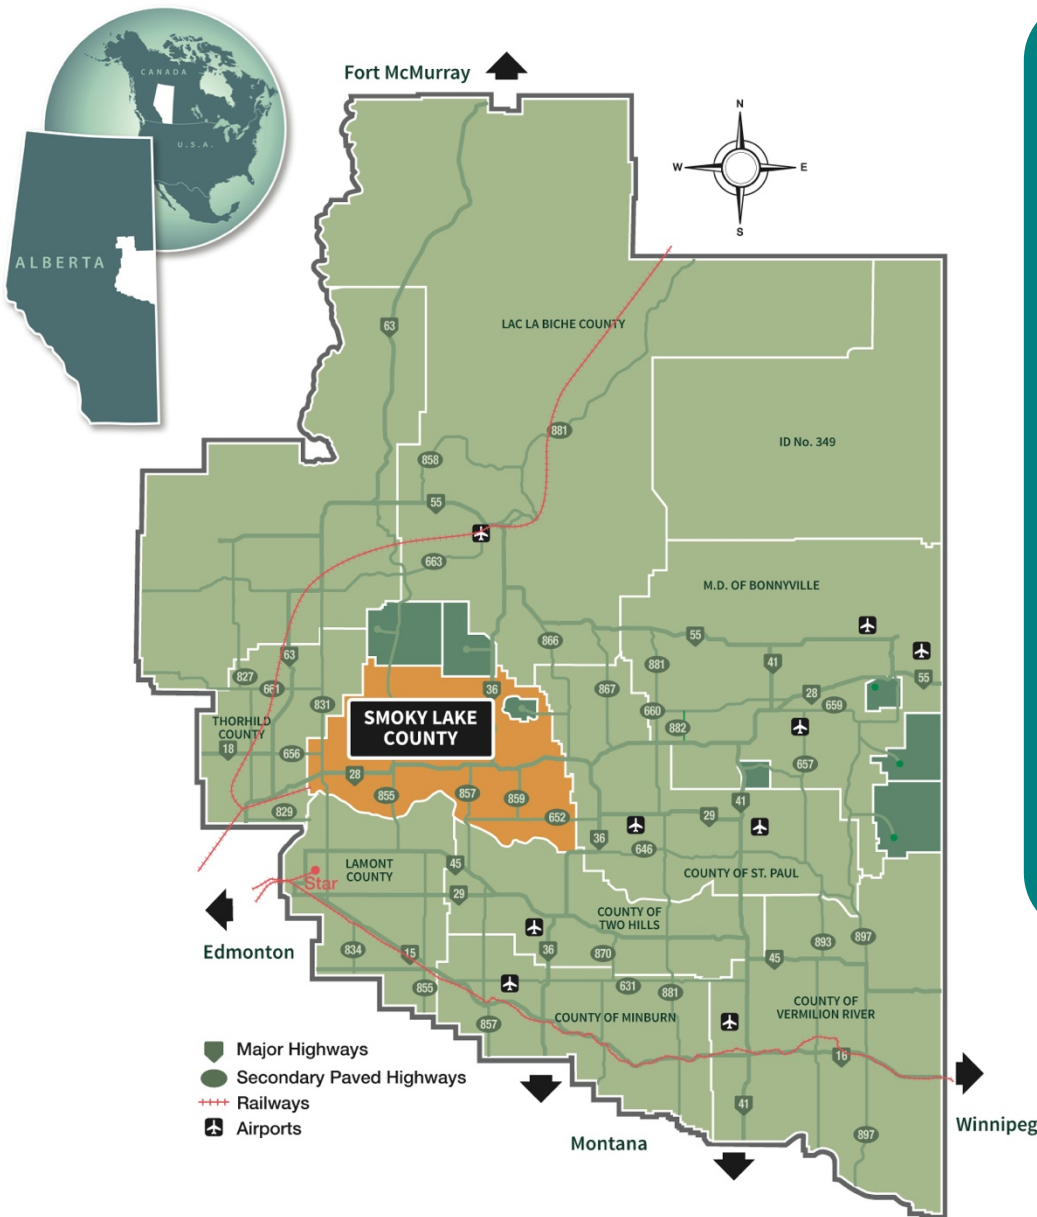 Fort McMurray
CANADA
U.S.A.
N
W
E
S
ALBERTA
63
LAC LA BICHE COUNTY
881
ID No. 349
858
55
663
M.D. OF BONNYVILLE
866
55
881
41
63
827
661
36
867
28
659
55
831
660
882
THORHILD
COUNTY
SMOKY LAKE
COUNTY
18
656
657
28
855
857
859
41
829
652
29
36
646
45
LAMONT
COUNTY
Star
29
COUNTY OF ST. PAUL
COUNTY OF
TWO HILLS
Edmonton
834
15
36
870
893
897
45
855
631
881
857
COUNTY OF MINBURN
COUNTY OF
VERMILION RIVER
16
Major Highways
Secondary Paved Highways
Railways
Airports
41
897
Winnipeg
Montana